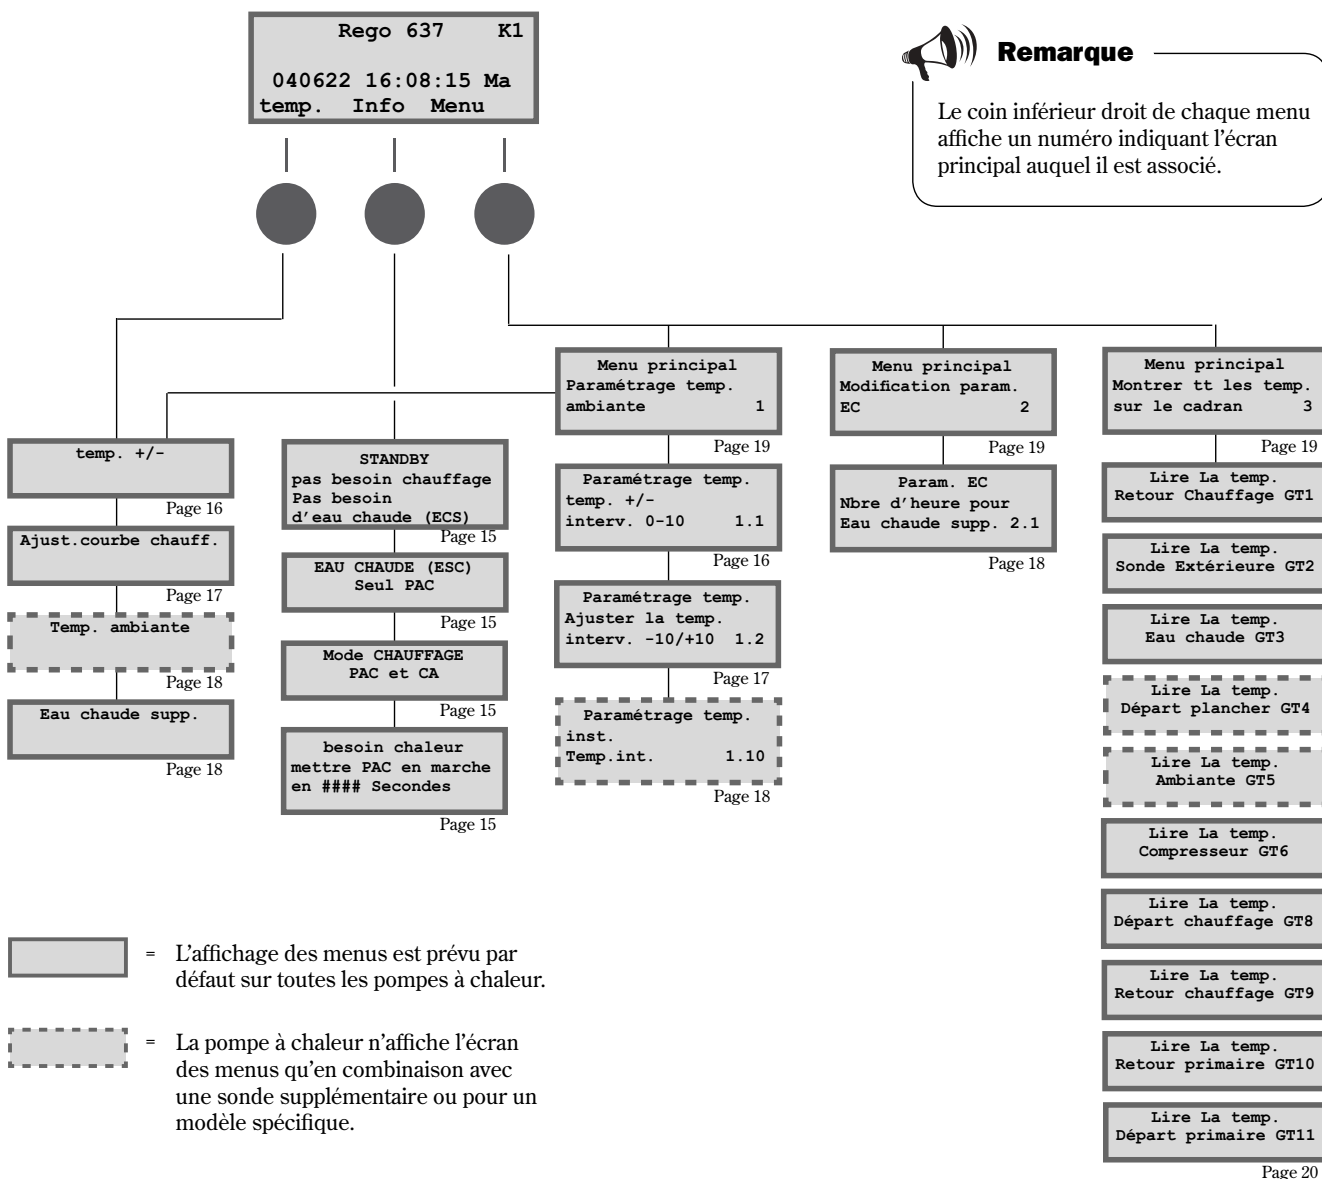 Rego 637 K1
040622 16:08:15 Ma
temp. Info Menu
Remarque
Le coin inférieur droit de chaque menu
affiche un numéro indiquant l'écran
principal auquel il est associé.
temp. +/-
Page 16
Ajust.courbe chauff.
Page 17
Temp. ambiante
Page 18
Eau chaude supp.
Page 18
STANDBY
pas besoin chauffage
Pas besoin
d'eau chaude (ECS)
Page 15
EAU CHAUDE (ESC)
Seul PAC
Page 15
Mode CHAUFFAGE
PAC et CA
Page 15
besoin chaleur
mettre PAC en marche
en #### Secondes
Page 15
Menu principal
Paramétrage temp.
ambiante 1
Page 19
Paramétrage temp.
temp. +/-
interv. 0-10 1.1
Page 16
Paramétrage temp.
Ajuster la temp.
interv. -10/+10 1.2
Page 17
Paramétrage temp.
inst.
Temp.int. 1.10
Page 18
Menu principal
Modification param.
EC 2
Page 19
Param. EC
Nbre d'heure pour
Eau chaude supp. 2.1
Page 18
Menu principal
Montrer tt les temp.
sur le cadran 3
Page 19
Lire La temp.
Retour Chauffage GT1
Lire La temp.
Sonde Extérieure GT2
Lire La temp.
Eau chaude GT3
Lire La temp.
Départ plancher GT4
Lire La temp.
Ambiante GT5
Lire La temp.
Compresseur GT6
Lire La temp.
Départ chauffage GT8
Lire La temp.
Retour chauffage GT9
Lire La temp.
Retour primaire GT10
Lire La temp.
Départ primaire GT11
Page 20
= L'affichage des menus est prévu par
défaut sur toutes les pompes à chaleur.
= La pompe à chaleur n'affiche l'écran
des menus qu'en combinaison avec
une sonde supplémentaire ou pour un
modèle spécifique.